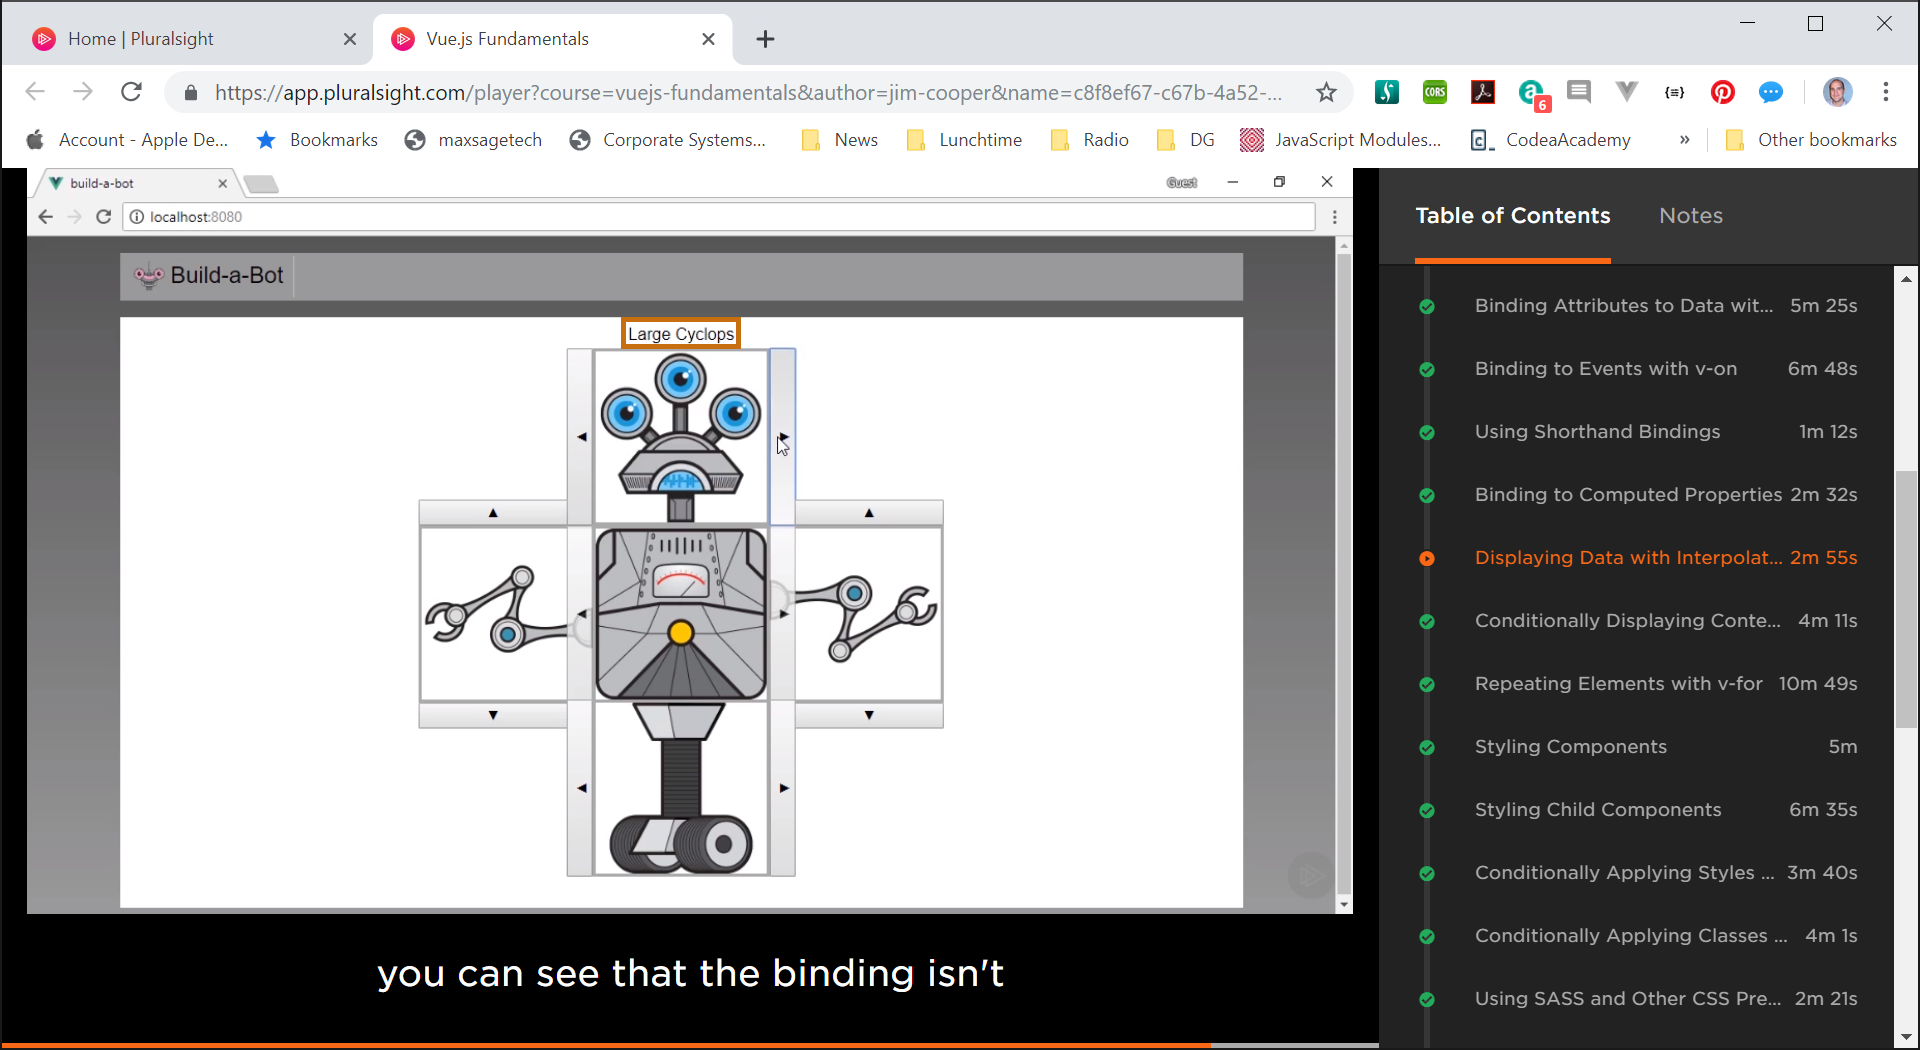 Home | Pluralsight
Vue.js Fundamentals
https://app.pluralsight.com/player?course=vuejs-fundamentals&author=jim-cooper&name=c8f8ef67-c67b-4a52-...
CORS
6
{≡}
Account - Apple De...
Bookmarks
maxsagetech
Corporate Systems...
News
Lunchtime
Radio
DG
JavaScript Modules...
CodeaAcademy
»
Other bookmarks
build-a-bot
Guest
localhost:8080
Build-a-Bot
Large Cyclops
you can see that the binding isn't
Table of Contents
Notes
Binding Attributes to Data wit... 5m 25s
Binding to Events with v-on 6m 48s
Using Shorthand Bindings 1m 12s
Binding to Computed Properties 2m 32s
Displaying Data with Interpolat... 2m 55s
Conditionally Displaying Conte... 4m 11s
Repeating Elements with v-for 10m 49s
Styling Components 5m
Styling Child Components 6m 35s
Conditionally Applying Styles ... 3m 40s
Conditionally Applying Classes ... 4m 1s
Using SASS and Other CSS Pre... 2m 21s